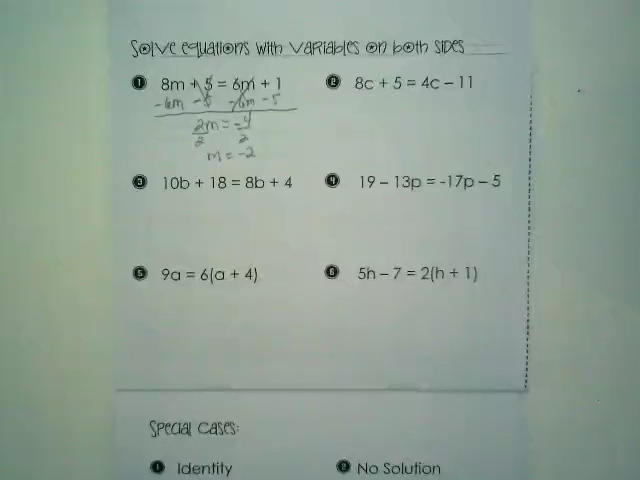 Solve equations with variables on both sides
1 8m + 5 = 6m + 1
-6m -5 -6m -5
2m = -4
2 2
m = -2
2 8c + 5 = 4c – 11
3 10b + 18 = 8b + 4
4 19 – 13p = -17p – 5
5 9a = 6(a + 4)
6 5h – 7 = 2(h + 1)
Special Cases:
1 Identity
2 No Solution